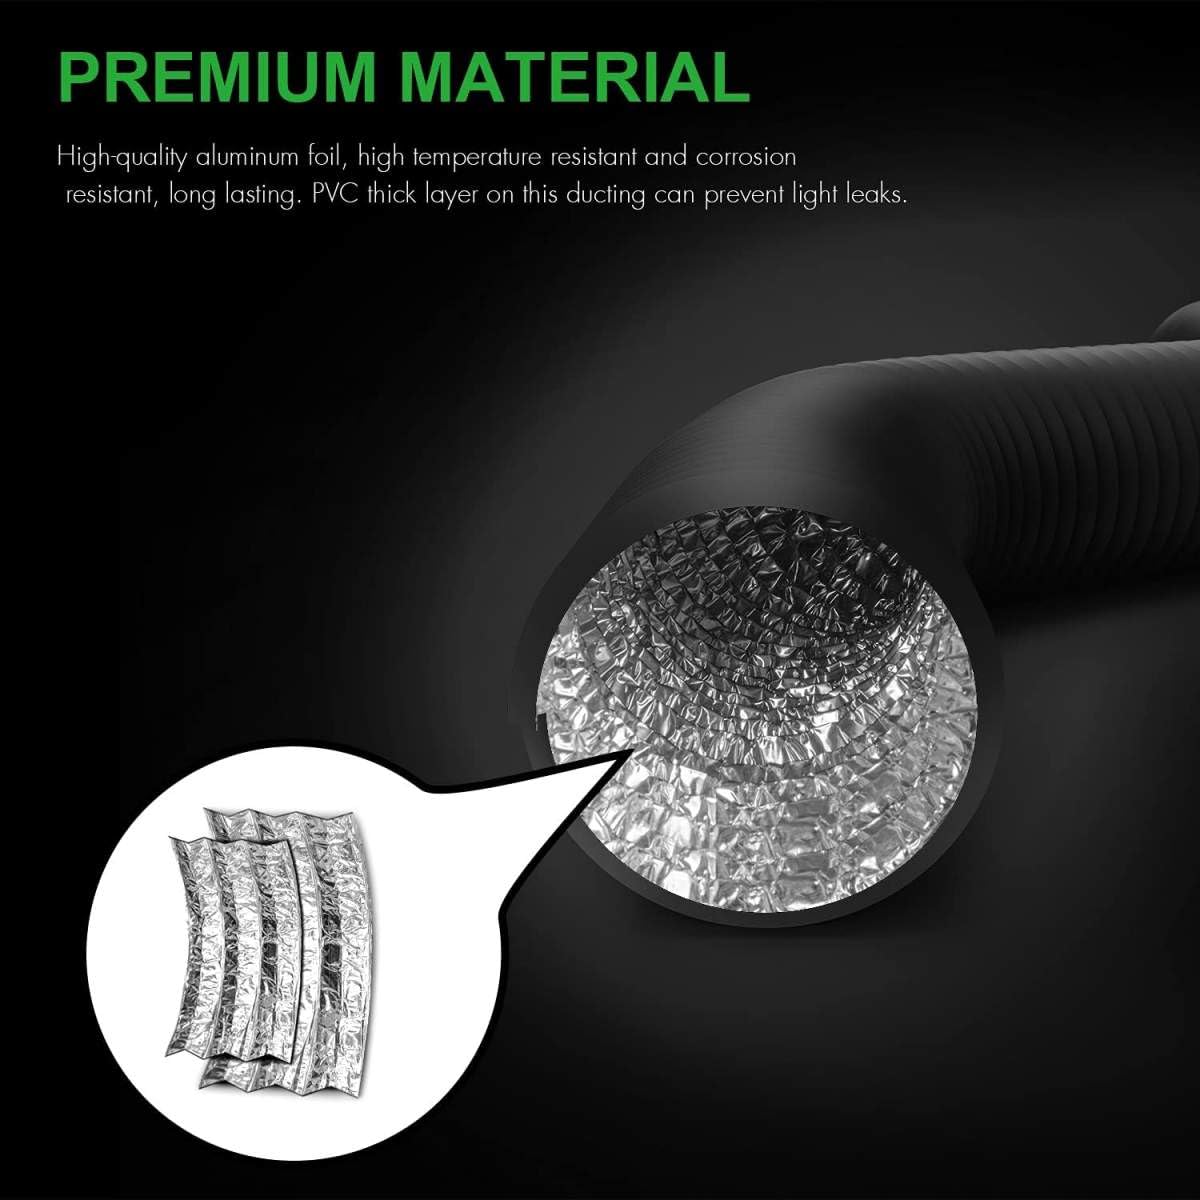 PREMIUM MATERIAL
High-quality aluminum foil, high temperature resistant and corrosion
resistant, long lasting. PVC thick layer on this ducting can prevent light leaks.